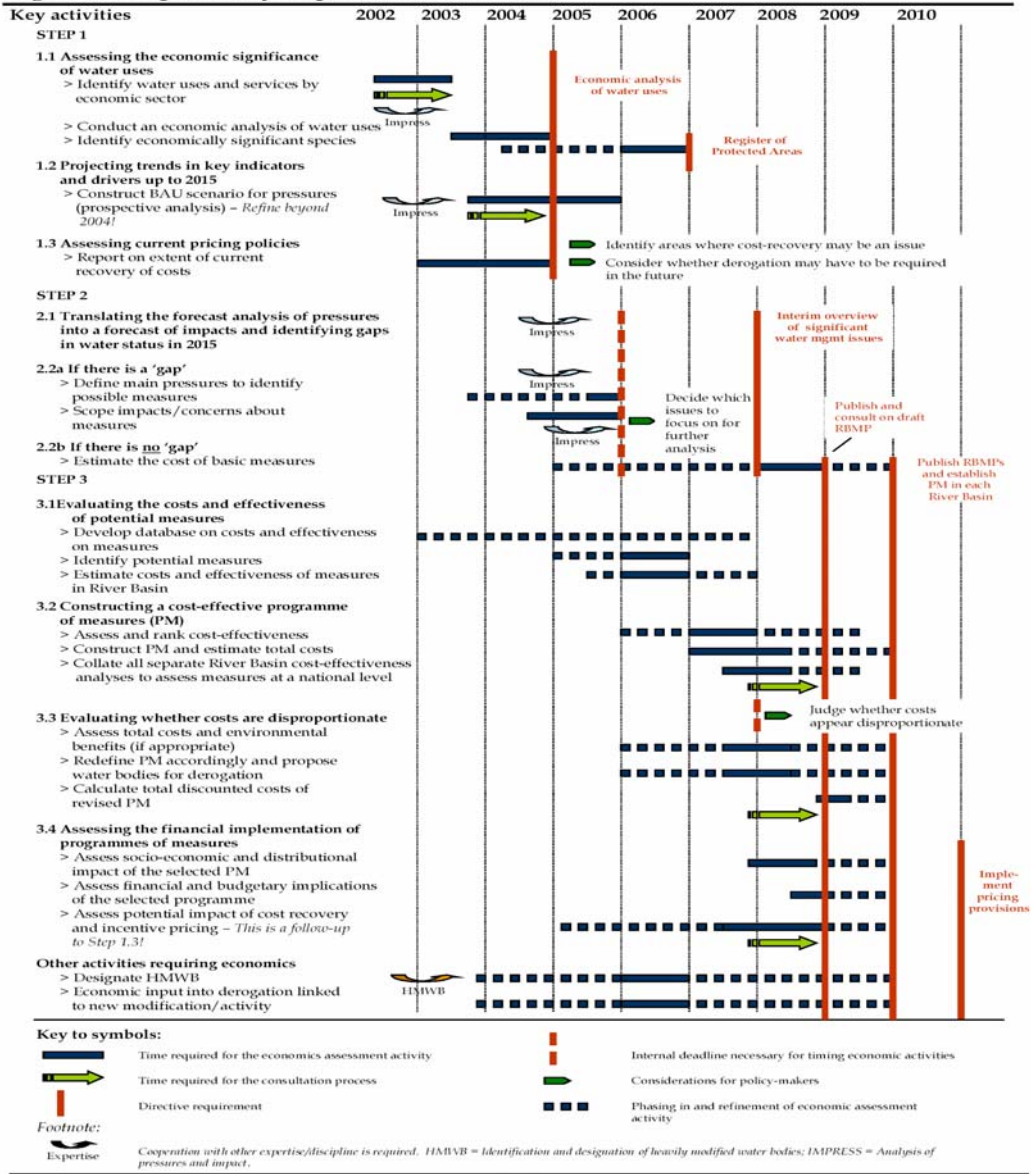 Key activities 2002 2003 2004 2005 2006 2007 2008 2009 2010
STEP 1
1.1 Assessing the economic significance
of water uses
> Identify water uses and services by
economic sector
Economic analysis
of water uses
Impress
> Conduct an economic analysis of water uses
> Identify economically significant species
Register of
Protected Areas
1.2 Projecting trends in key indicators
and drivers up to 2015
> Construct BAU scenario for pressures
(prospective analysis) – Refine beyond
2004!
Impress
1.3 Assessing current pricing policies
> Report on extent of current
recovery of costs
Identify areas where cost-recovery may be an issue
Consider whether derogation may have to be required
in the future
STEP 2
2.1 Translating the forecast analysis of pressures
into a forecast of impacts and identifying gaps
in water status in 2015
Impress
Interim overview
of significant
water mgmt issues
2.2a If there is a ‘gap’
> Define main pressures to identify
possible measures
> Scope impacts/concerns about
measures
Impress
Impress
Decide which
issues to
focus on for
further
analysis
Publish and
consult on draft
RBMP
2.2b If there is no ‘gap’
> Estimate the cost of basic measures
Publish RBMPs
and establish
PM in each
River Basin
STEP 3
3.1Evaluating the costs and effectiveness
of potential measures
> Develop database on costs and effectiveness
on measures
> Identify potential measures
> Estimate costs and effectiveness of measures
in River Basin
3.2 Constructing a cost-effective programme
of measures (PM)
> Assess and rank cost-effectiveness
> Construct PM and estimate total costs
> Collate all separate River Basin cost-effectiveness
analyses to assess measures at a national level
3.3 Evaluating whether costs are disproportionate
> Assess total costs and environmental
benefits (if appropriate)
> Redefine PM accordingly and propose
water bodies for derogation
> Calculate total discounted costs of
revised PM
Judge whether costs
appear disproportionate
3.4 Assessing the financial implementation of
programmes of measures
> Assess socio-economic and distributional
impact of the selected PM
> Assess financial and budgetary implications
of the selected programme
> Assess potential impact of cost recovery
and incentive pricing – This is a follow-up
to Step 1.3!
Imple-
ment
pricing
provisions
Other activities requiring economics
> Designate HMWB
> Economic input into derogation linked
to new modification/activity
HMWB
Key to symbols:
Time required for the economics assessment activity
Time required for the consultation process
Directive requirement
Internal deadline necessary for timing economic activities
Considerations for policy-makers
Phasing in and refinement of economic assessment
activity
Footnote:
Expertise
Cooperation with other expertise/discipline is required. HMWB = Identification and designation of heavily modified water bodies; IMPRESS = Analysis of
pressures and impact.